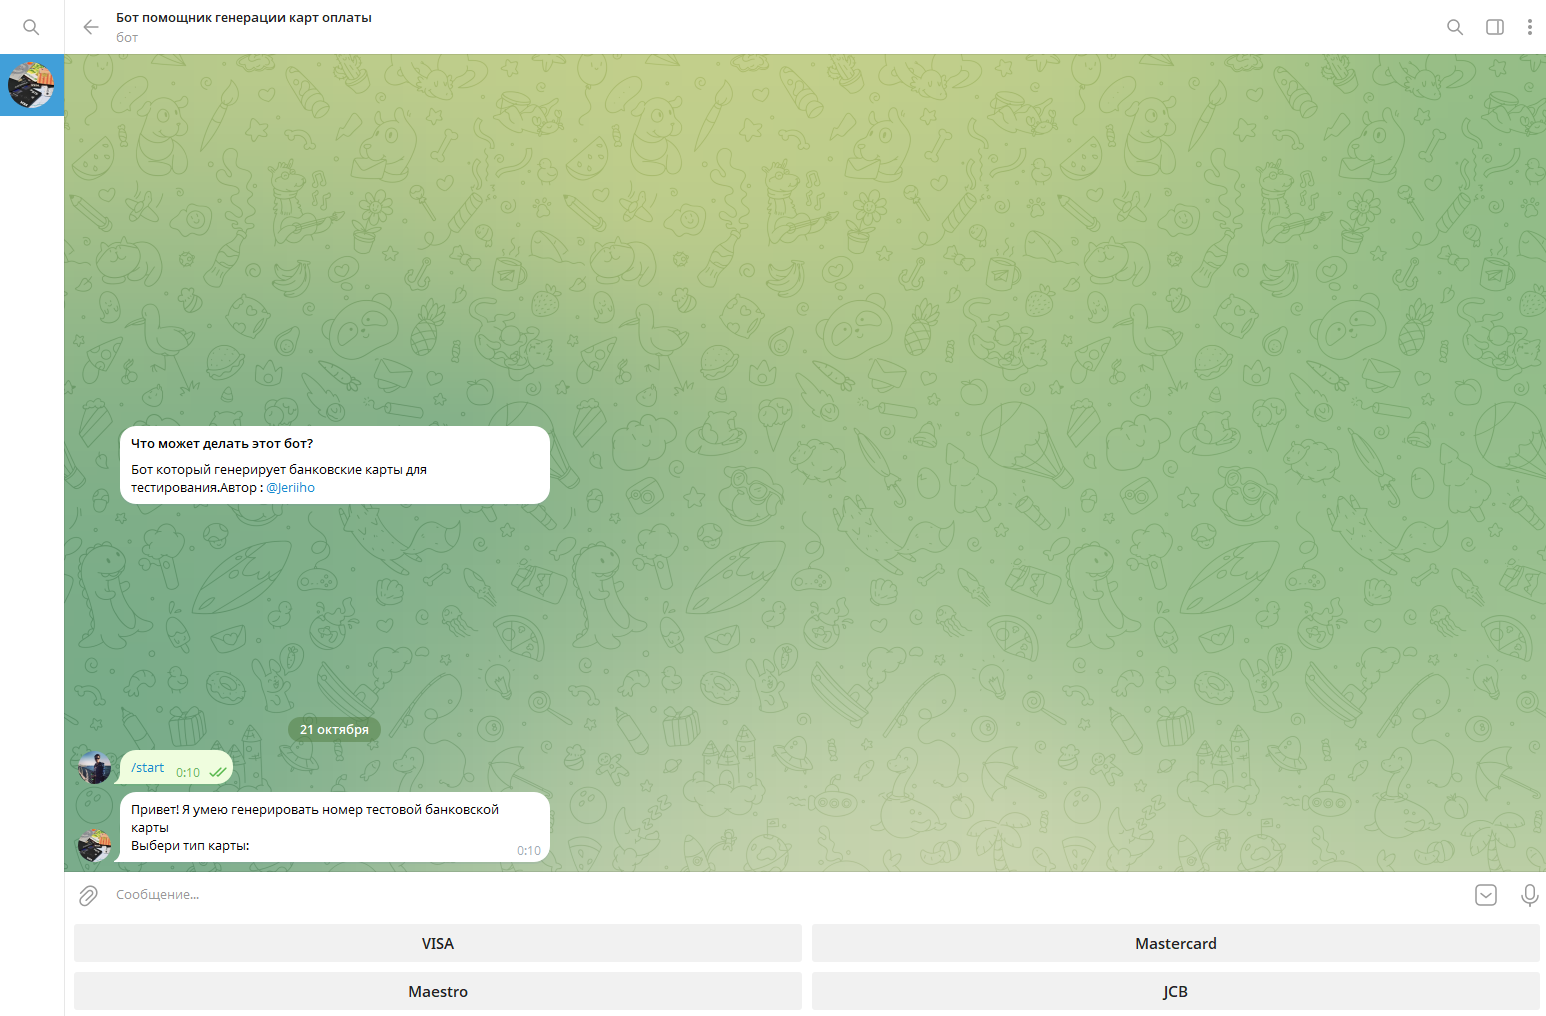 Бот помощник генерации карт оплаты
бот
Что может делать этот бот?
Бот который генерирует банковские карты для
тестирования.Автор : @Jeriiho
21 октября
/start 0:10
Привет! Я умею генерировать номер тестовой банковской
карты
Выбери тип карты:
0:10
Сообщение...
VISA
Mastercard
Maestro
JCB